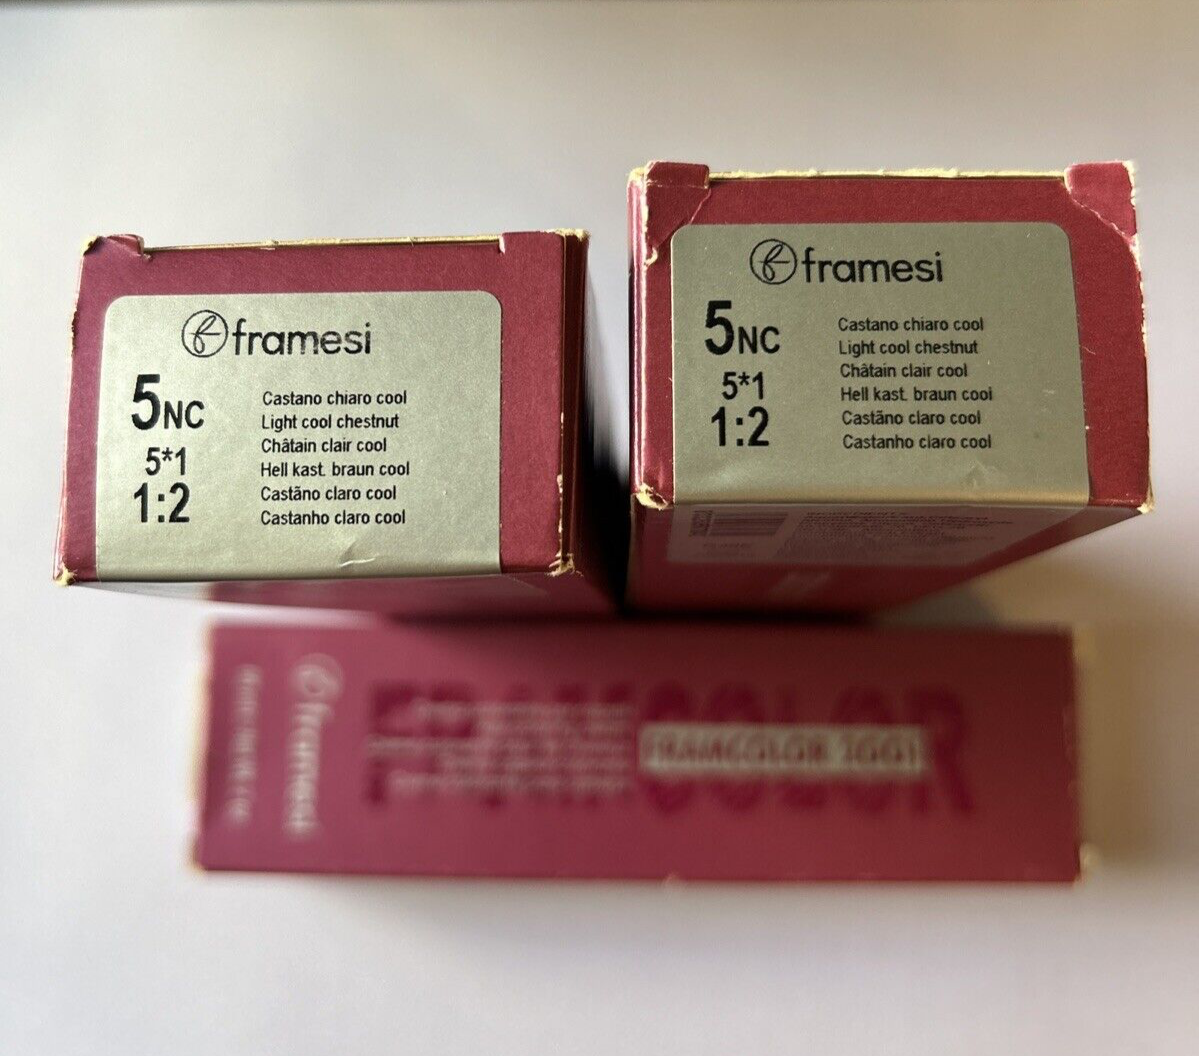 framesi
5NC
5*1
1:2
Castano chiaro cool
Light cool chestnut
Châtain clair cool
Hell kast. braun cool
Castãno claro cool
Castanho claro cool
framesi
5NC
5*1
1:2
Castano chiaro cool
Light cool chestnut
Châtain clair cool
Hell kast. braun cool
Castãno claro cool
Castanho claro cool
framesi
FRAMCOLOR
FRAMCOLOR 2001